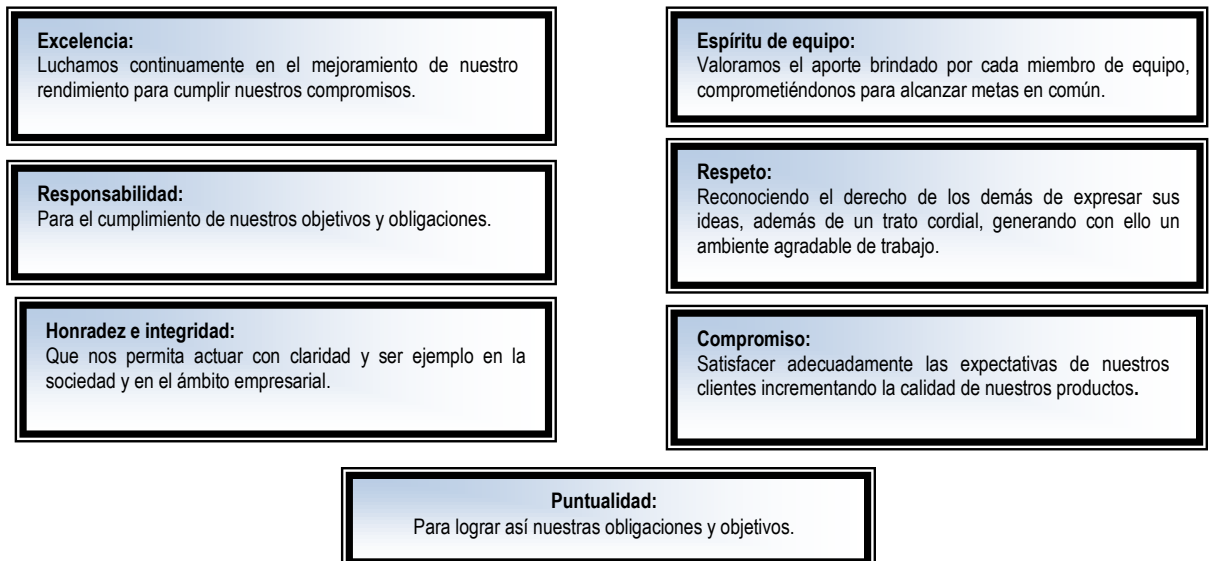 Excelencia:
Luchamos continuamente en el mejoramiento de nuestro
rendimiento para cumplir nuestros compromisos.
Responsabilidad:
Para el cumplimiento de nuestros objetivos y obligaciones.
Honradez e integridad:
Que nos permita actuar con claridad y ser ejemplo en la
sociedad y en el ámbito empresarial.
Espíritu de equipo:
Valoramos el aporte brindado por cada miembro de equipo,
comprometiéndonos para alcanzar metas en común.
Respeto:
Reconociendo el derecho de los demás de expresar sus
ideas, además de un trato cordial, generando con ello un
ambiente agradable de trabajo.
Compromiso:
Satisfacer adecuadamente las expectativas de nuestros
clientes incrementando la calidad de nuestros productos.
Puntualidad:
Para lograr así nuestras obligaciones y objetivos.